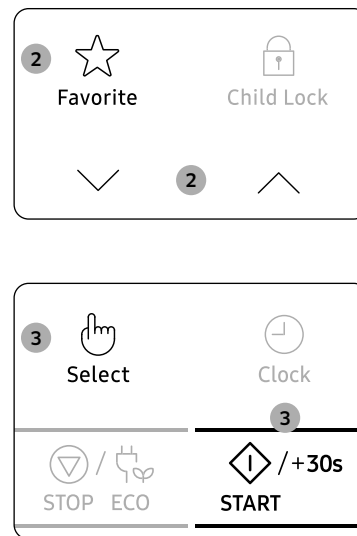 2
Favorite
Child Lock
2
3
Select
Clock
3
/
STOP ECO
/+30s
START